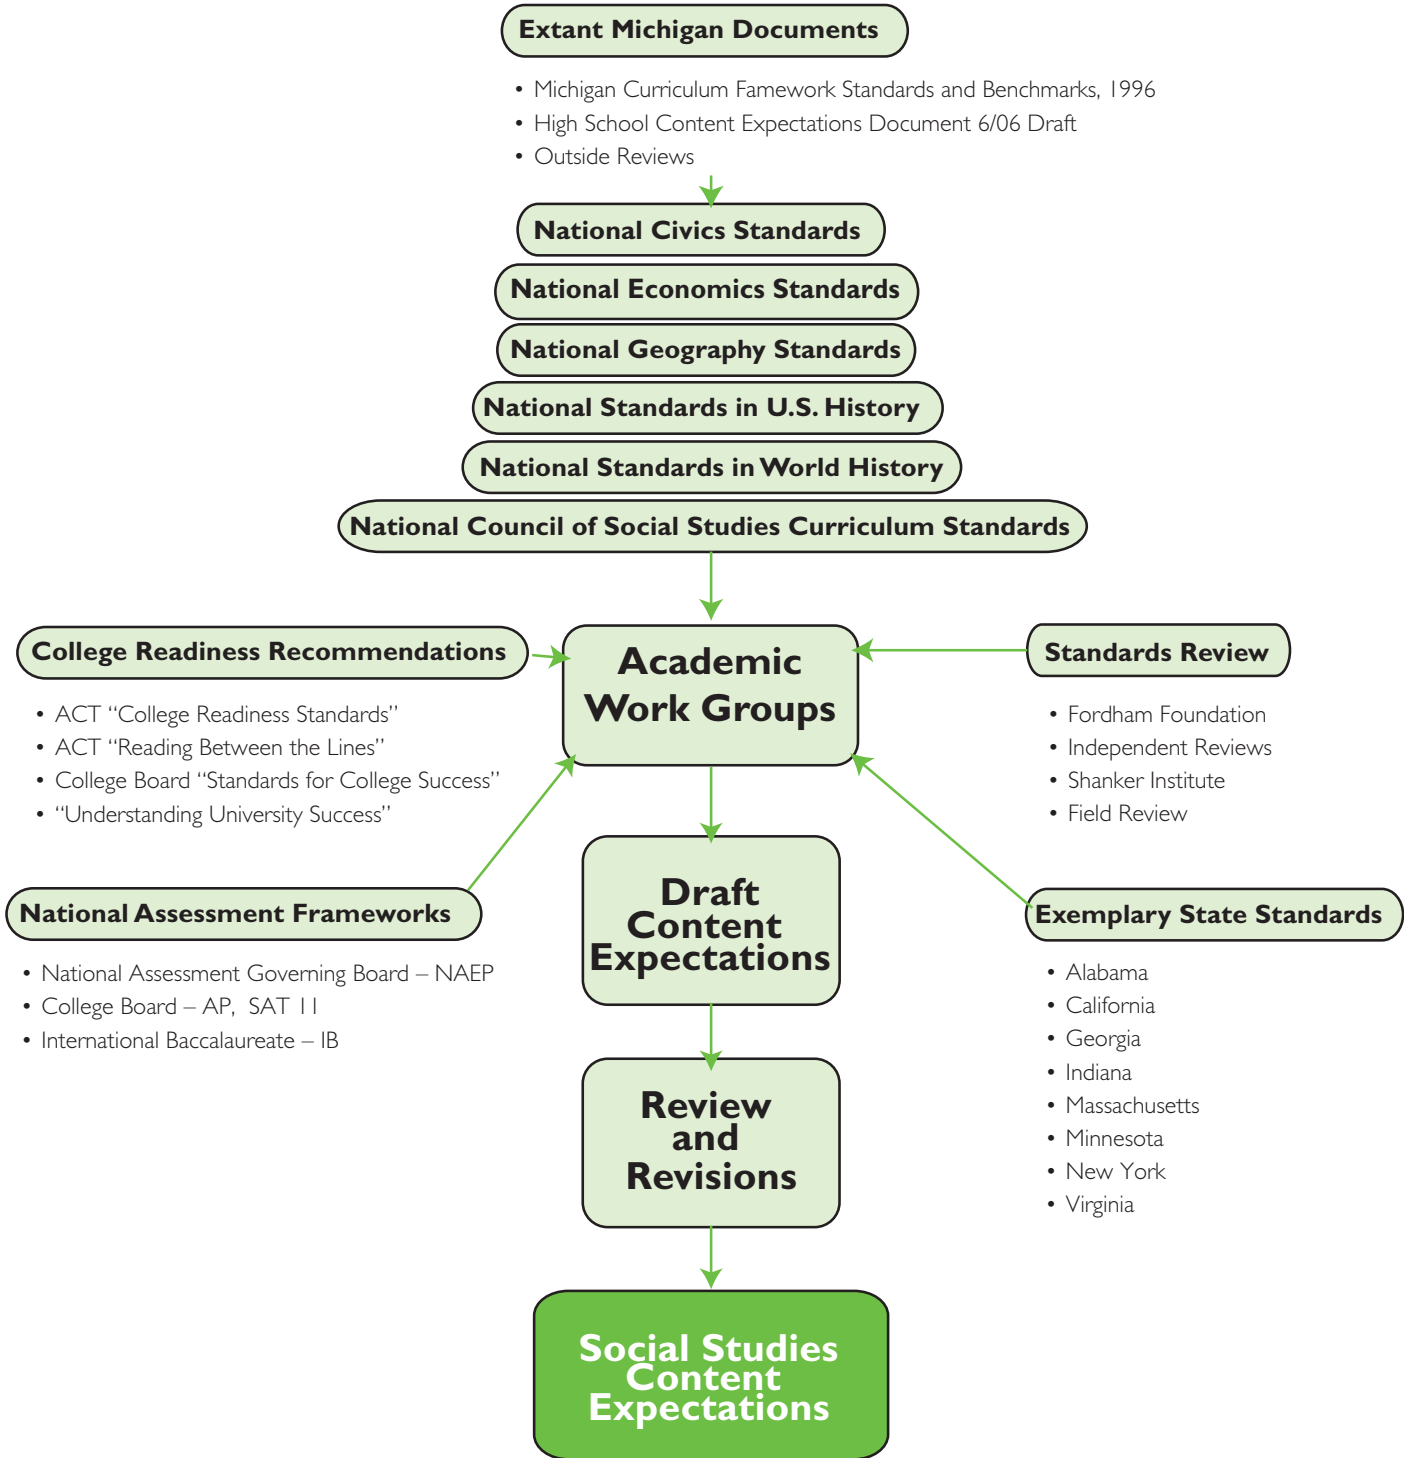 Extant Michigan Documents
• Michigan Curriculum Famework Standards and Benchmarks, 1996
• High School Content Expectations Document 6/06 Draft
• Outside Reviews
National Civics Standards
National Economics Standards
National Geography Standards
National Standards in U.S. History
National Standards in World History
National Council of Social Studies Curriculum Standards
College Readiness Recommendations
• ACT “College Readiness Standards”
• ACT “Reading Between the Lines”
• College Board “Standards for College Success”
• “Understanding University Success”
National Assessment Frameworks
• National Assessment Governing Board – NAEP
• College Board – AP, SAT 11
• International Baccalaureate – IB
Academic
Work Groups
Standards Review
• Fordham Foundation
• Independent Reviews
• Shanker Institute
• Field Review
Exemplary State Standards
• Alabama
• California
• Georgia
• Indiana
• Massachusetts
• Minnesota
• New York
• Virginia
Draft
Content
Expectations
Review
and
Revisions
Social Studies
Content
Expectations